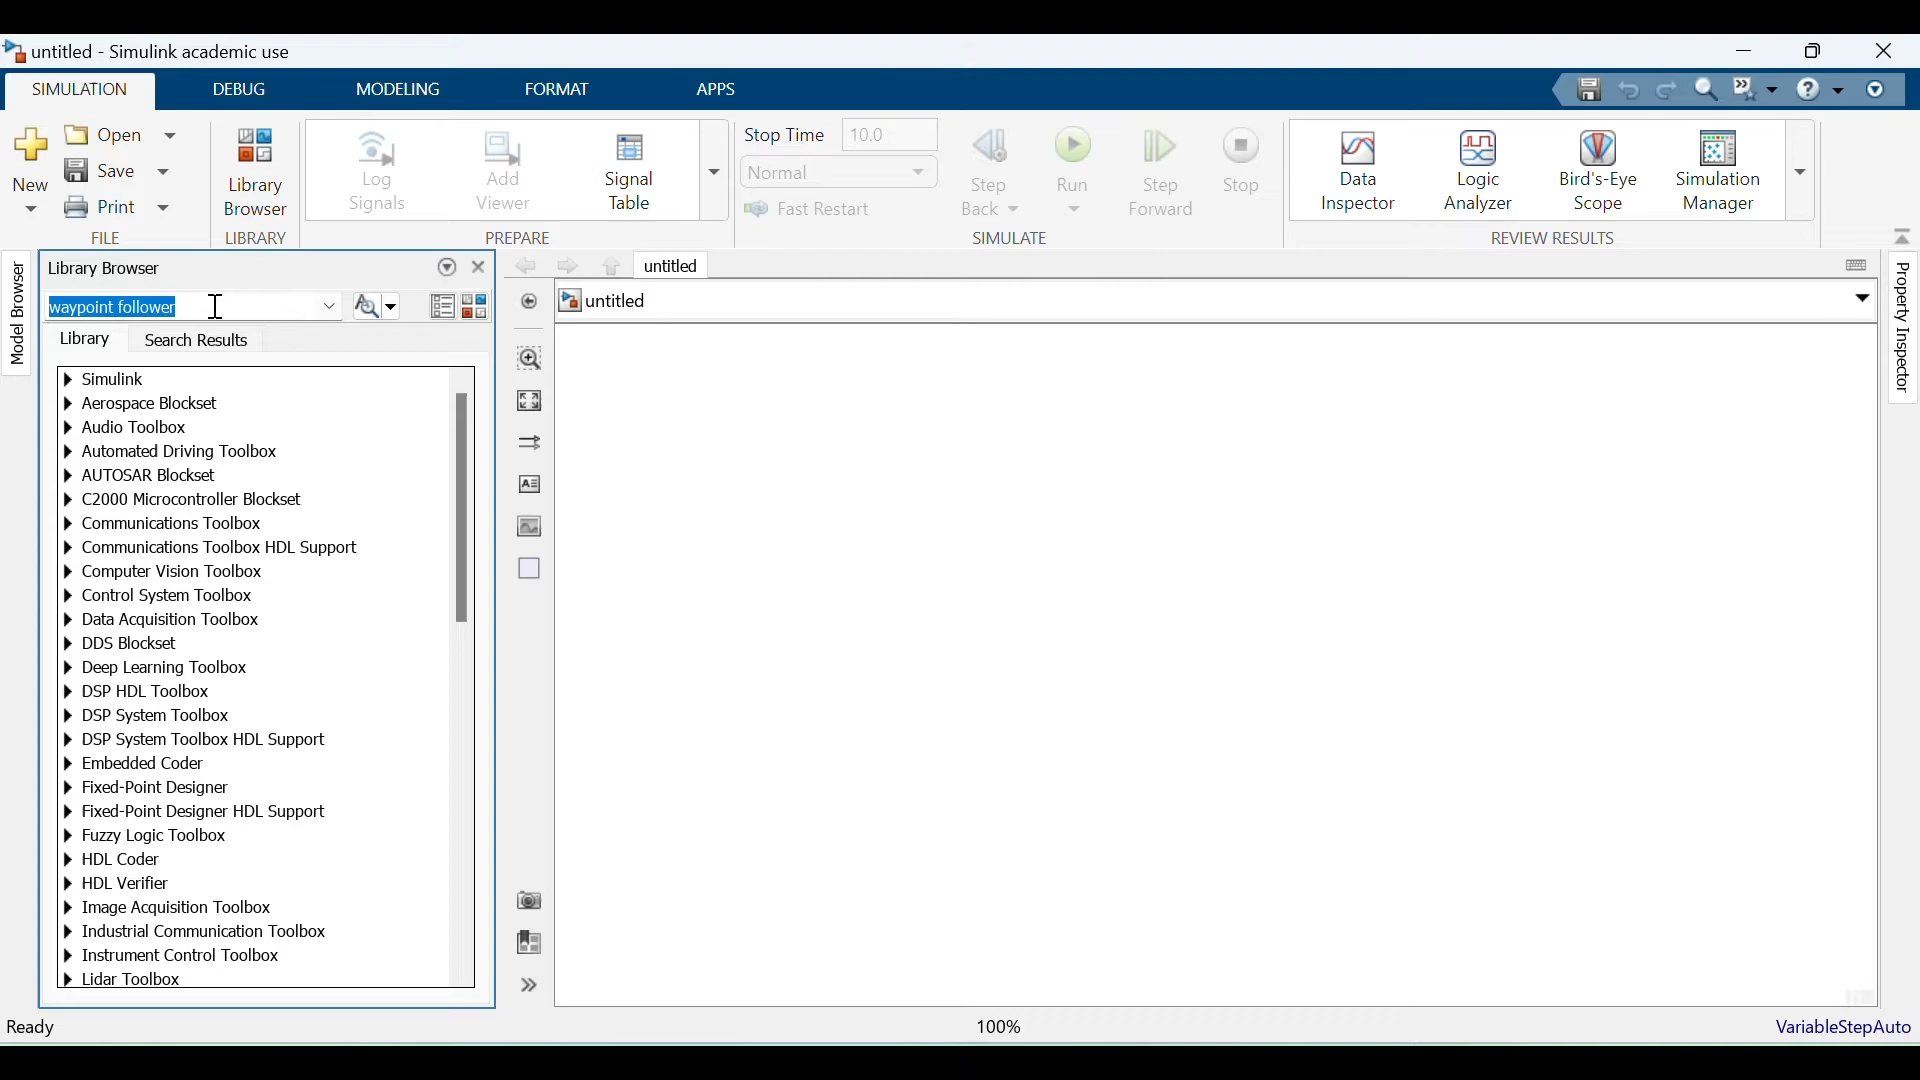 untitled - Simulink academic use
SIMULATION DEBUG MODELING FORMAT APPS
New
Open
Save
Print
FILE
Library Browser
LIBRARY
Log Signals
Add Viewer
Signal Table
PREPARE
Stop Time 10.0
Normal
Fast Restart
Step Back
Run
Step Forward
Stop
SIMULATE
Data Inspector
Logic Analyzer
Bird's-Eye Scope
Simulation Manager
REVIEW RESULTS
Model Browser
Library Browser
waypoint follower
Library Search Results
Simulink
Aerospace Blockset
Audio Toolbox
Automated Driving Toolbox
AUTOSAR Blockset
C2000 Microcontroller Blockset
Communications Toolbox
Communications Toolbox HDL Support
Computer Vision Toolbox
Control System Toolbox
Data Acquisition Toolbox
DDS Blockset
Deep Learning Toolbox
DSP HDL Toolbox
DSP System Toolbox
DSP System Toolbox HDL Support
Embedded Coder
Fixed-Point Designer
Fixed-Point Designer HDL Support
Fuzzy Logic Toolbox
HDL Coder
HDL Verifier
Image Acquisition Toolbox
Industrial Communication Toolbox
Instrument Control Toolbox
Lidar Toolbox
untitled
untitled
Property Inspector
Ready 100% VariableStepAuto